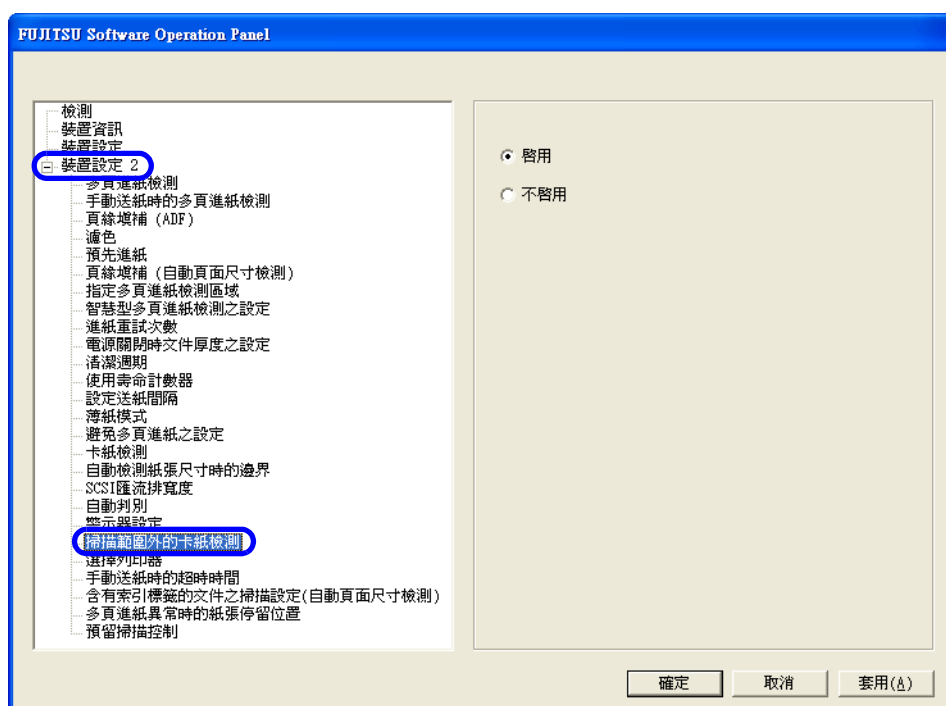 FUJITSU Software Operation Panel
檢測
裝置資訊
裝置設定
裝置設定 2
多頁進紙檢測
手動送紙時的多頁進紙檢測
頁緣塡補 (ADF)
濾色
預先進紙
頁緣塡補 (自動頁面尺寸檢測)
指定多頁進紙檢測區域
智慧型多頁進紙檢測之設定
進紙重試次數
電源關閉時文件厚度之設定
清潔週期
使用壽命計數器
設定送紙間隔
薄紙模式
避免多頁進紙之設定
卡紙檢測
自動檢測紙張尺寸時的邊界
SCSI匯流排寬度
自動判別
警示器設定
掃描範圍外的卡紙檢測
選擇列印器
手動送紙時的超時時間
含有索引標籤的文件之掃描設定(自動頁面尺寸檢測)
多頁進紙異常時的紙張停留位置
預留掃描控制
啓用
不啓用
確定
取消
套用(A)